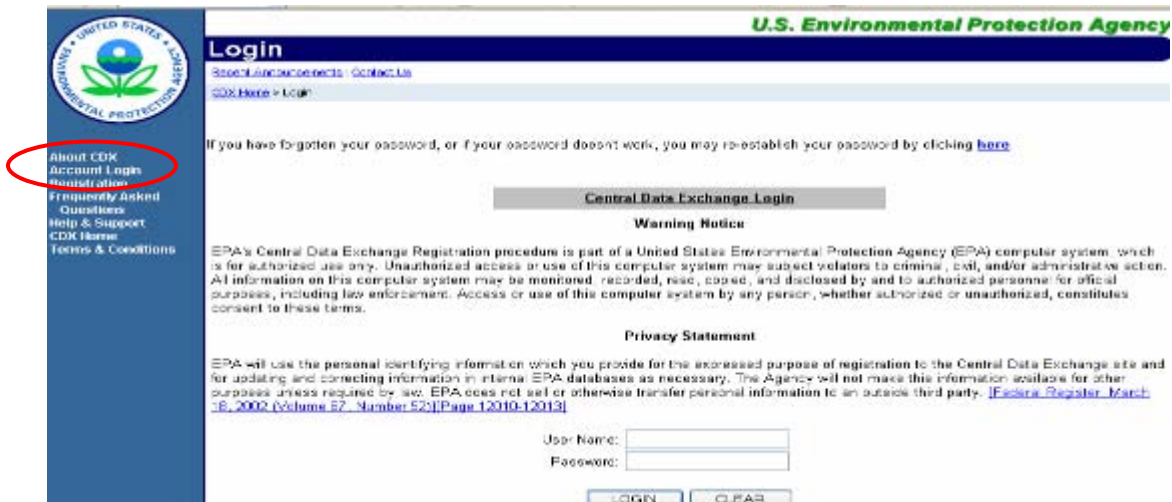 UNITED STATES
ENVIRONMENTAL PROTECTION AGENCY
U.S. Environmental Protection Agency
Login
Recent Announcements | Contact Us
CDX Home > Login
About CDX
Account Login
Registration
Frequently Asked
Questions
Help & Support
CDX Home
Terms & Conditions
If you have forgotten your password, or if your password doesn't work, you may re-establish your password by clicking here
Central Data Exchange Login
Warning Notice
EPA's Central Data Exchange Registration procedure is part of a United States Environmental Protection Agency (EPA) computer system, which
is for authorized use only. Unauthorized access or use of this computer system may subject violators to criminal, civil, and/or administrative action.
All information on this computer system may be monitored, recorded, read, copied, and disclosed by and to authorized personnel for official
purposes, including law enforcement. Access or use of this computer system by any person, whether authorized or unauthorized, constitutes
consent to these terms.
Privacy Statement
EPA will use the personal identifying information which you provide for the expressed purpose of registration to the Central Data Exchange site and
for updating and correcting information in internal EPA databases as necessary. The Agency will not make this information available for other
purposes unless required by law. EPA does not sell or otherwise transfer personal information to an outside third party. [Federal Register, March
18, 2002 (Volume 67, Number 52)][Page 12010-12013]
User Name:
Password:
LOGIN CLEAR